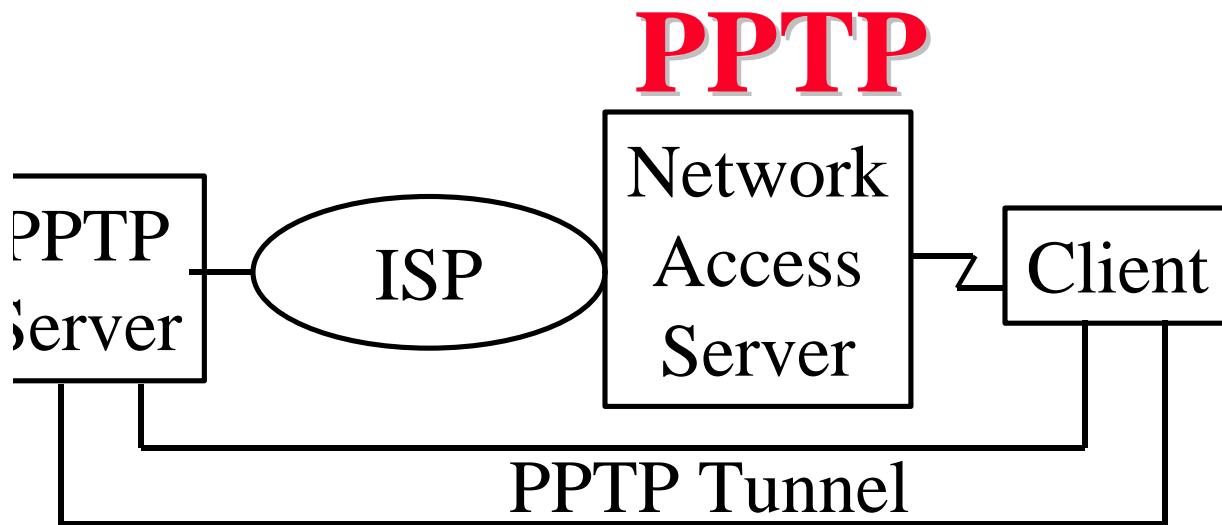 PPTP
PPTP
Server
ISP
Network
Access
Server
Client
PPTP Tunnel